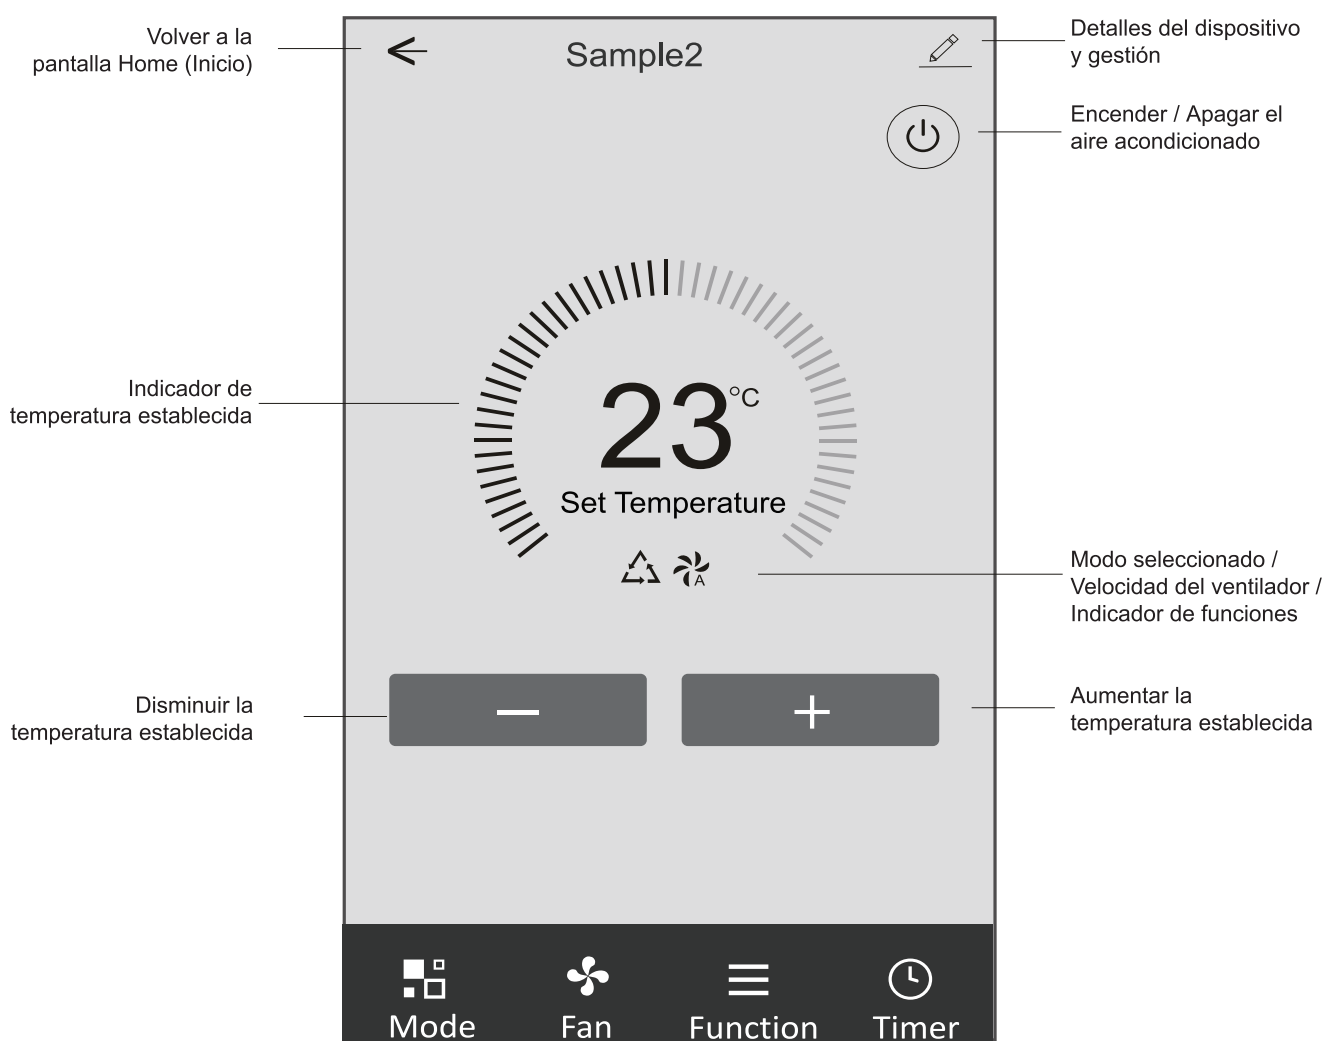 Volver a la
pantalla Home (Inicio)
Sample2
Detalles del dispositivo
y gestión
Encender / Apagar el
aire acondicionado
Indicador de
temperatura establecida
23°C
Set Temperature
A
Modo seleccionado /
Velocidad del ventilador /
Indicador de funciones
Disminuir la
temperatura establecida
Aumentar la
temperatura establecida
Mode
Fan
Function
Timer